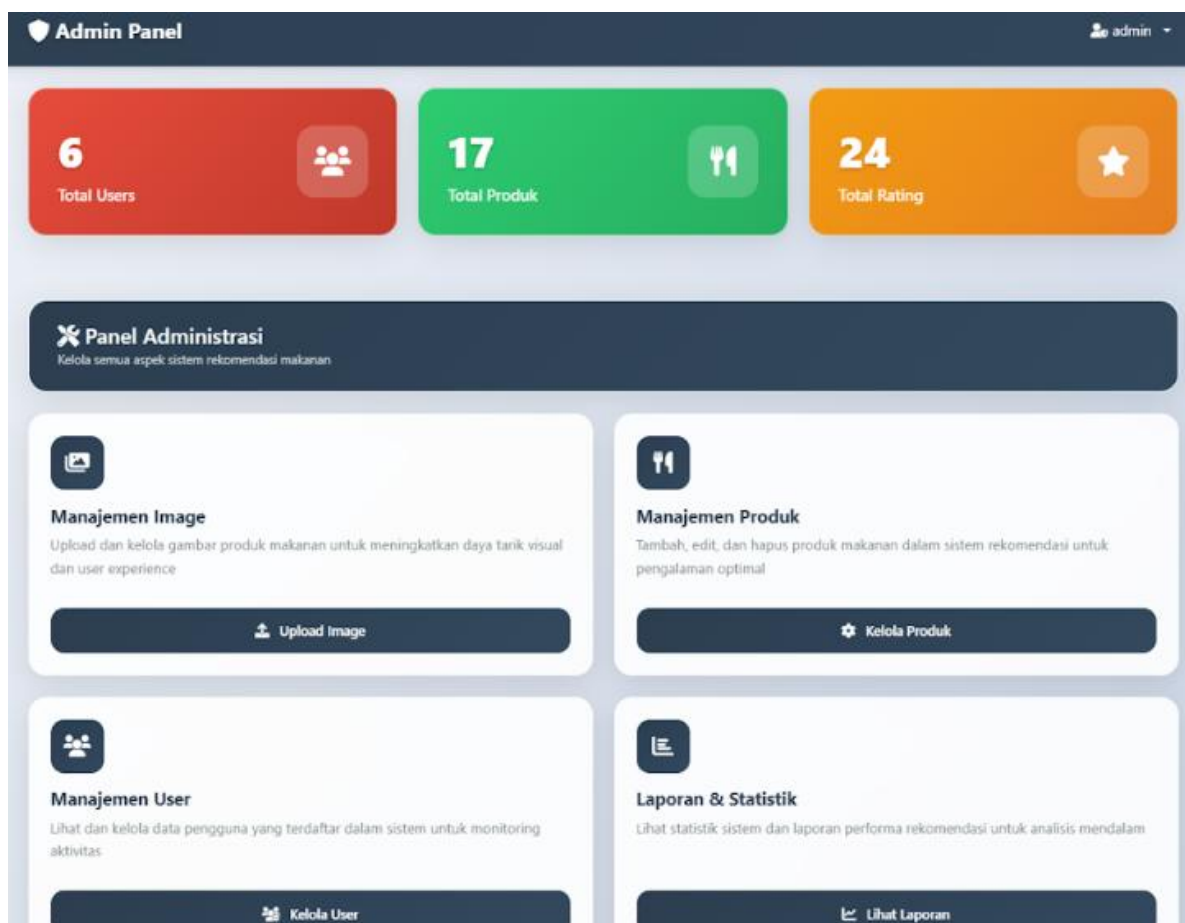 Admin Panel
admin
6
Total Users
17
Total Produk
24
Total Rating
Panel Administrasi
Kelola semua aspek sistem rekomendasi makanan
Manajemen Image
Upload dan kelola gambar produk makanan untuk meningkatkan daya tarik visual
dan user experience
Upload Image
Manajemen Produk
Tambah, edit, dan hapus produk makanan dalam sistem rekomendasi untuk
pengalaman optimal
Kelola Produk
Manajemen User
Lihat dan kelola data pengguna yang terdaftar dalam sistem untuk monitoring
aktivitas
Kelola User
Laporan & Statistik
Lihat statistik sistem dan laporan performa rekomendasi untuk analisis mendalam
Lihat Laporan